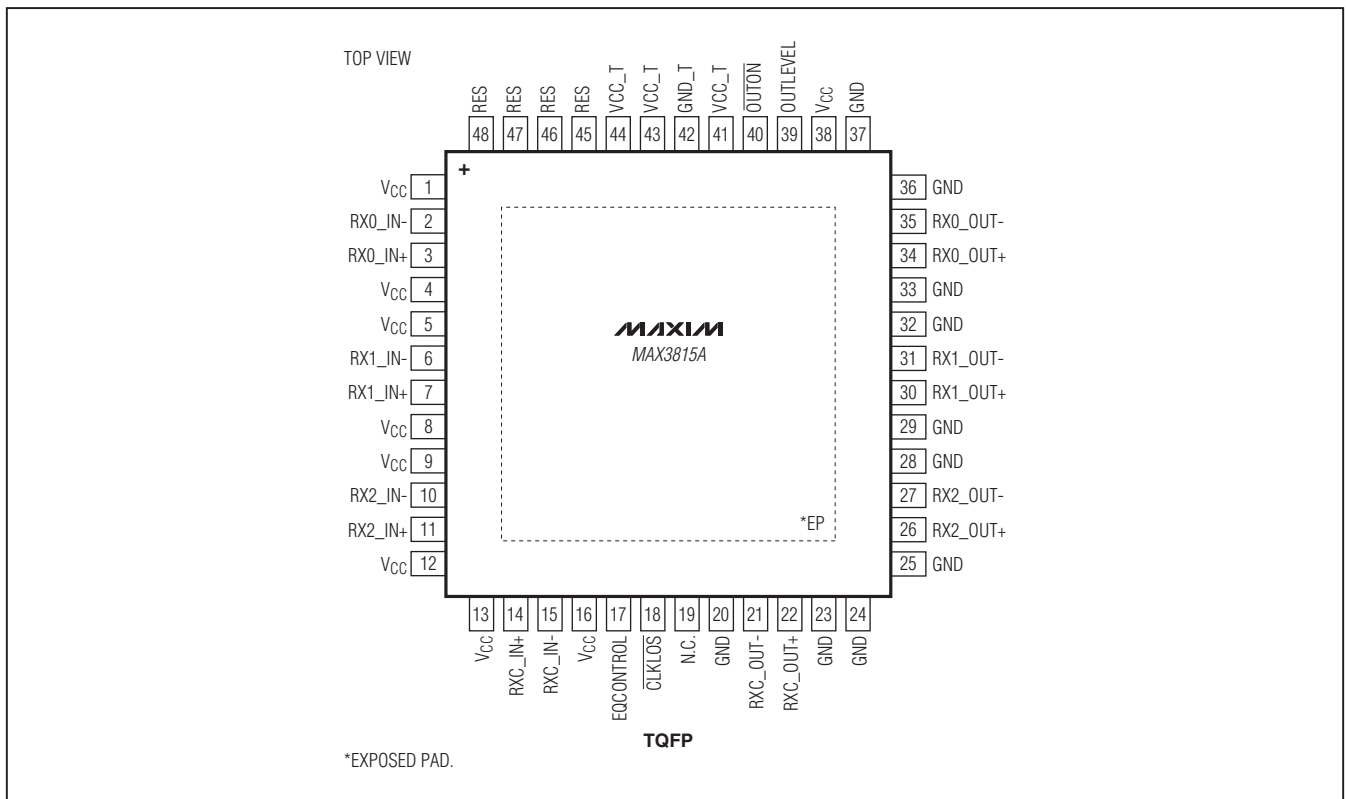 TOP VIEW
RES
RES
RES
RES
VCC_T
VCC_T
GND_T
VCC_T
OUTON
OUTLEVEL
VCC
GND
48 47 46 45 44 43 42 41 40 39 38 37
+
VCC 1
RX0_IN- 2
RX0_IN+ 3
VCC 4
VCC 5
RX1_IN- 6
RX1_IN+ 7
VCC 8
VCC 9
RX2_IN- 10
RX2_IN+ 11
VCC 12
MAXIM
MAX3815A
*EP
36 GND
35 RX0_OUT-
34 RX0_OUT+
33 GND
32 GND
31 RX1_OUT-
30 RX1_OUT+
29 GND
28 GND
27 RX2_OUT-
26 RX2_OUT+
25 GND
13 14 15 16 17 18 19 20 21 22 23 24
VCC
RXC_IN+
RXC_IN-
VCC
EQCONTROL
CLKLOS
N.C.
GND
RXC_OUT-
RXC_OUT+
GND
GND
TQFP
*EXPOSED PAD.